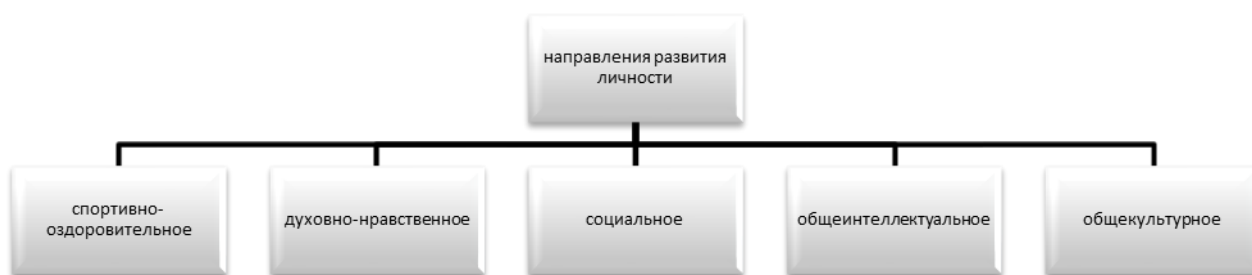 направления развития
личности
спортивно-
оздоровительное
духовно-нравственное
социальное
общеинтеллектуальное
общекультурное